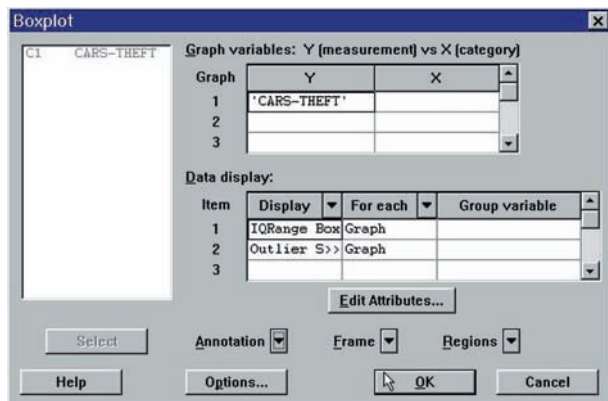 Boxplot
C1 CARS-THEFT
Graph variables: Y (measurement) vs X (category)
Graph Y X
1 'CARS-THEFT'
2
3
Data display:
Item Display For each Group variable
1 IQRange Box Graph
2 Outlier S>> Graph
3
Edit Attributes...
Select Annotation Frame Regions
Help Options... OK Cancel